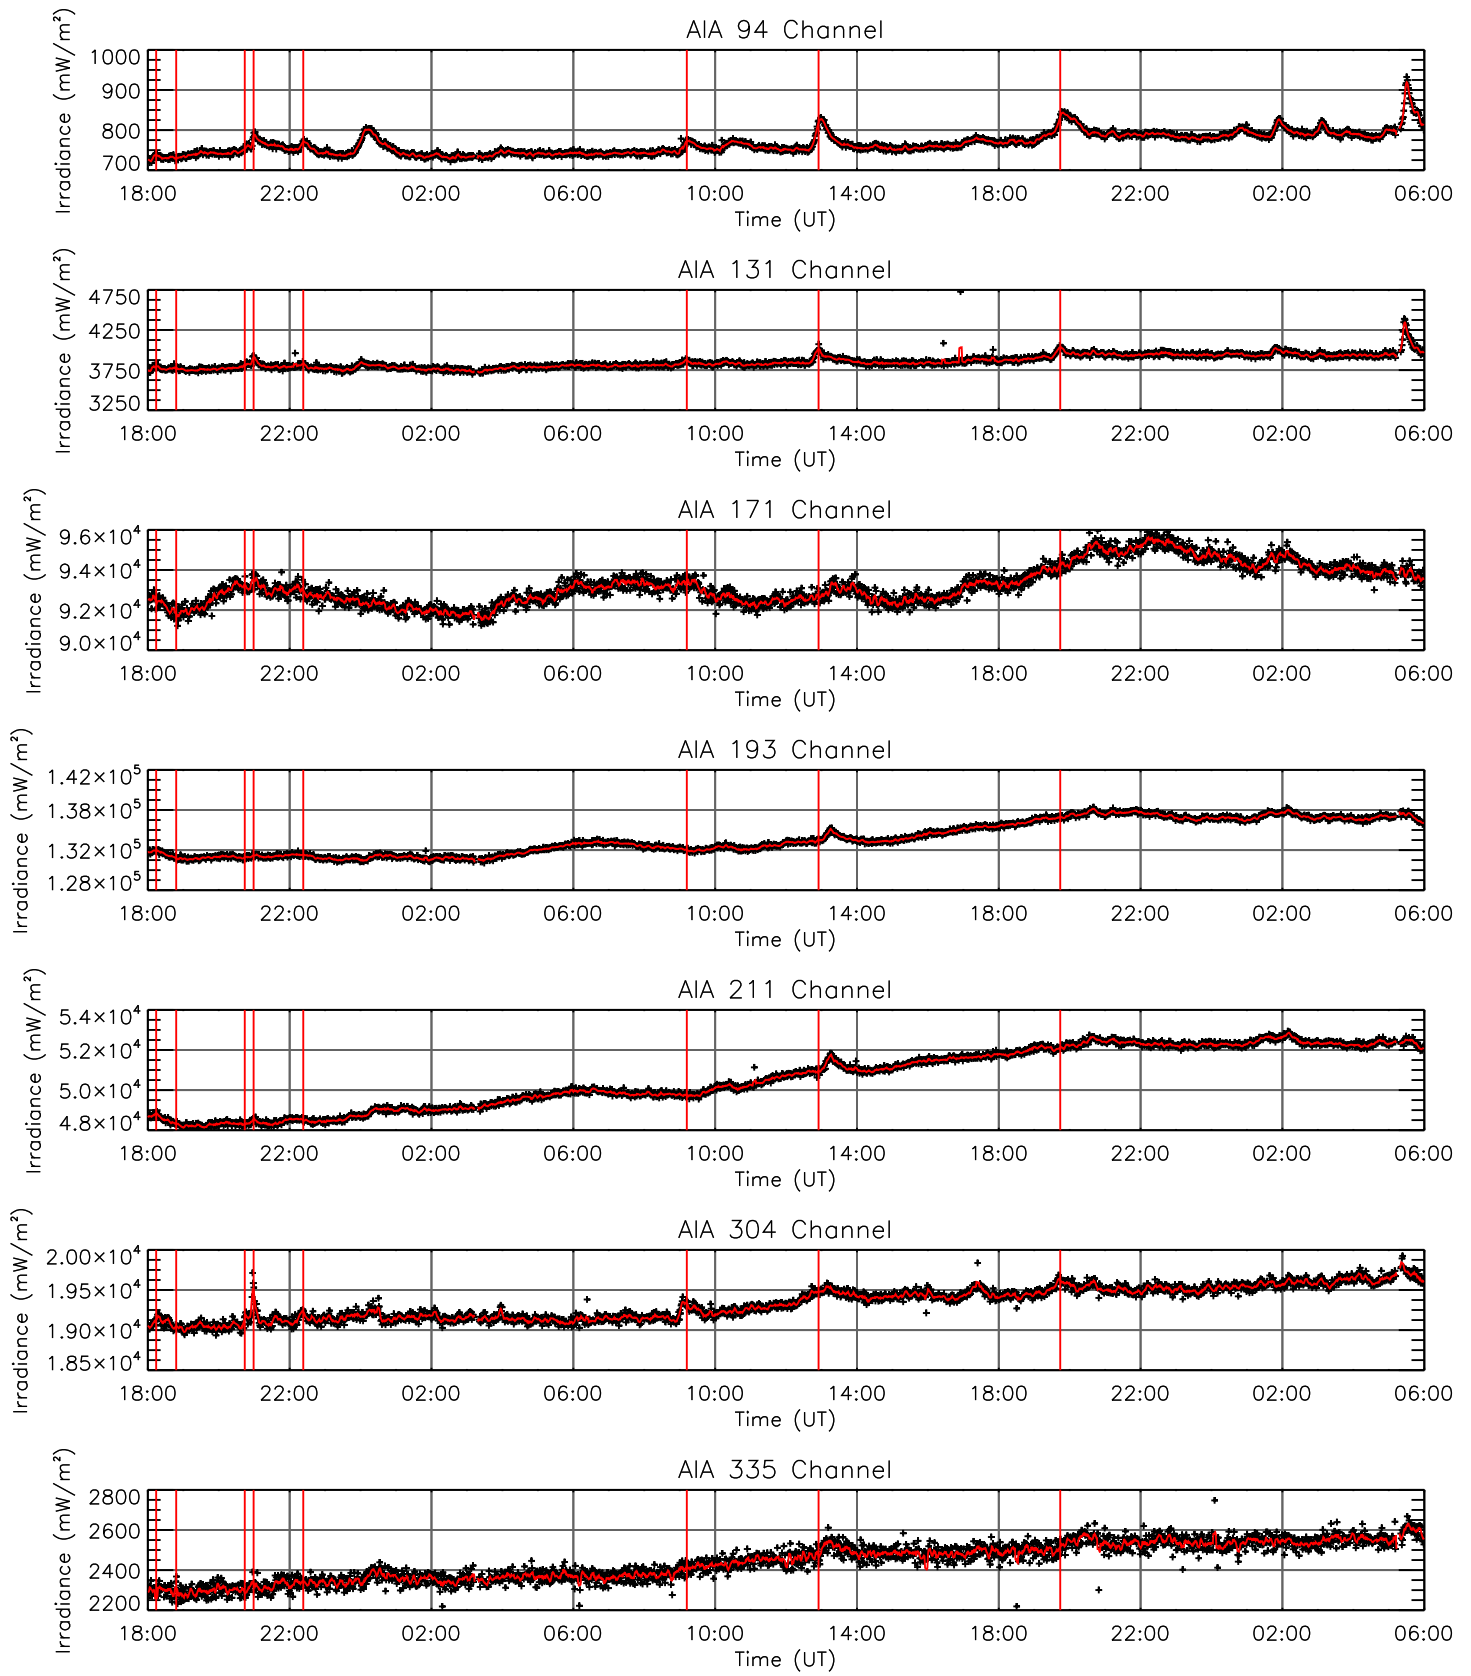 AIA 94 Channel
Irradiance (mW/m²)
1000
900
800
700
18:00 22:00 02:00 06:00 10:00 14:00 18:00 22:00 02:00 06:00
Time (UT)
AIA 131 Channel
Irradiance (mW/m²)
4750
4250
3750
3250
18:00 22:00 02:00 06:00 10:00 14:00 18:00 22:00 02:00 06:00
Time (UT)
AIA 171 Channel
Irradiance (mW/m²)
9.6×10⁴
9.4×10⁴
9.2×10⁴
9.0×10⁴
18:00 22:00 02:00 06:00 10:00 14:00 18:00 22:00 02:00 06:00
Time (UT)
AIA 193 Channel
Irradiance (mW/m²)
1.42×10⁵
1.38×10⁵
1.32×10⁵
1.28×10⁵
18:00 22:00 02:00 06:00 10:00 14:00 18:00 22:00 02:00 06:00
Time (UT)
AIA 211 Channel
Irradiance (mW/m²)
5.4×10⁴
5.2×10⁴
5.0×10⁴
4.8×10⁴
18:00 22:00 02:00 06:00 10:00 14:00 18:00 22:00 02:00 06:00
Time (UT)
AIA 304 Channel
Irradiance (mW/m²)
2.00×10⁴
1.95×10⁴
1.90×10⁴
1.85×10⁴
18:00 22:00 02:00 06:00 10:00 14:00 18:00 22:00 02:00 06:00
Time (UT)
AIA 335 Channel
Irradiance (mW/m²)
2800
2600
2400
2200
18:00 22:00 02:00 06:00 10:00 14:00 18:00 22:00 02:00 06:00
Time (UT)